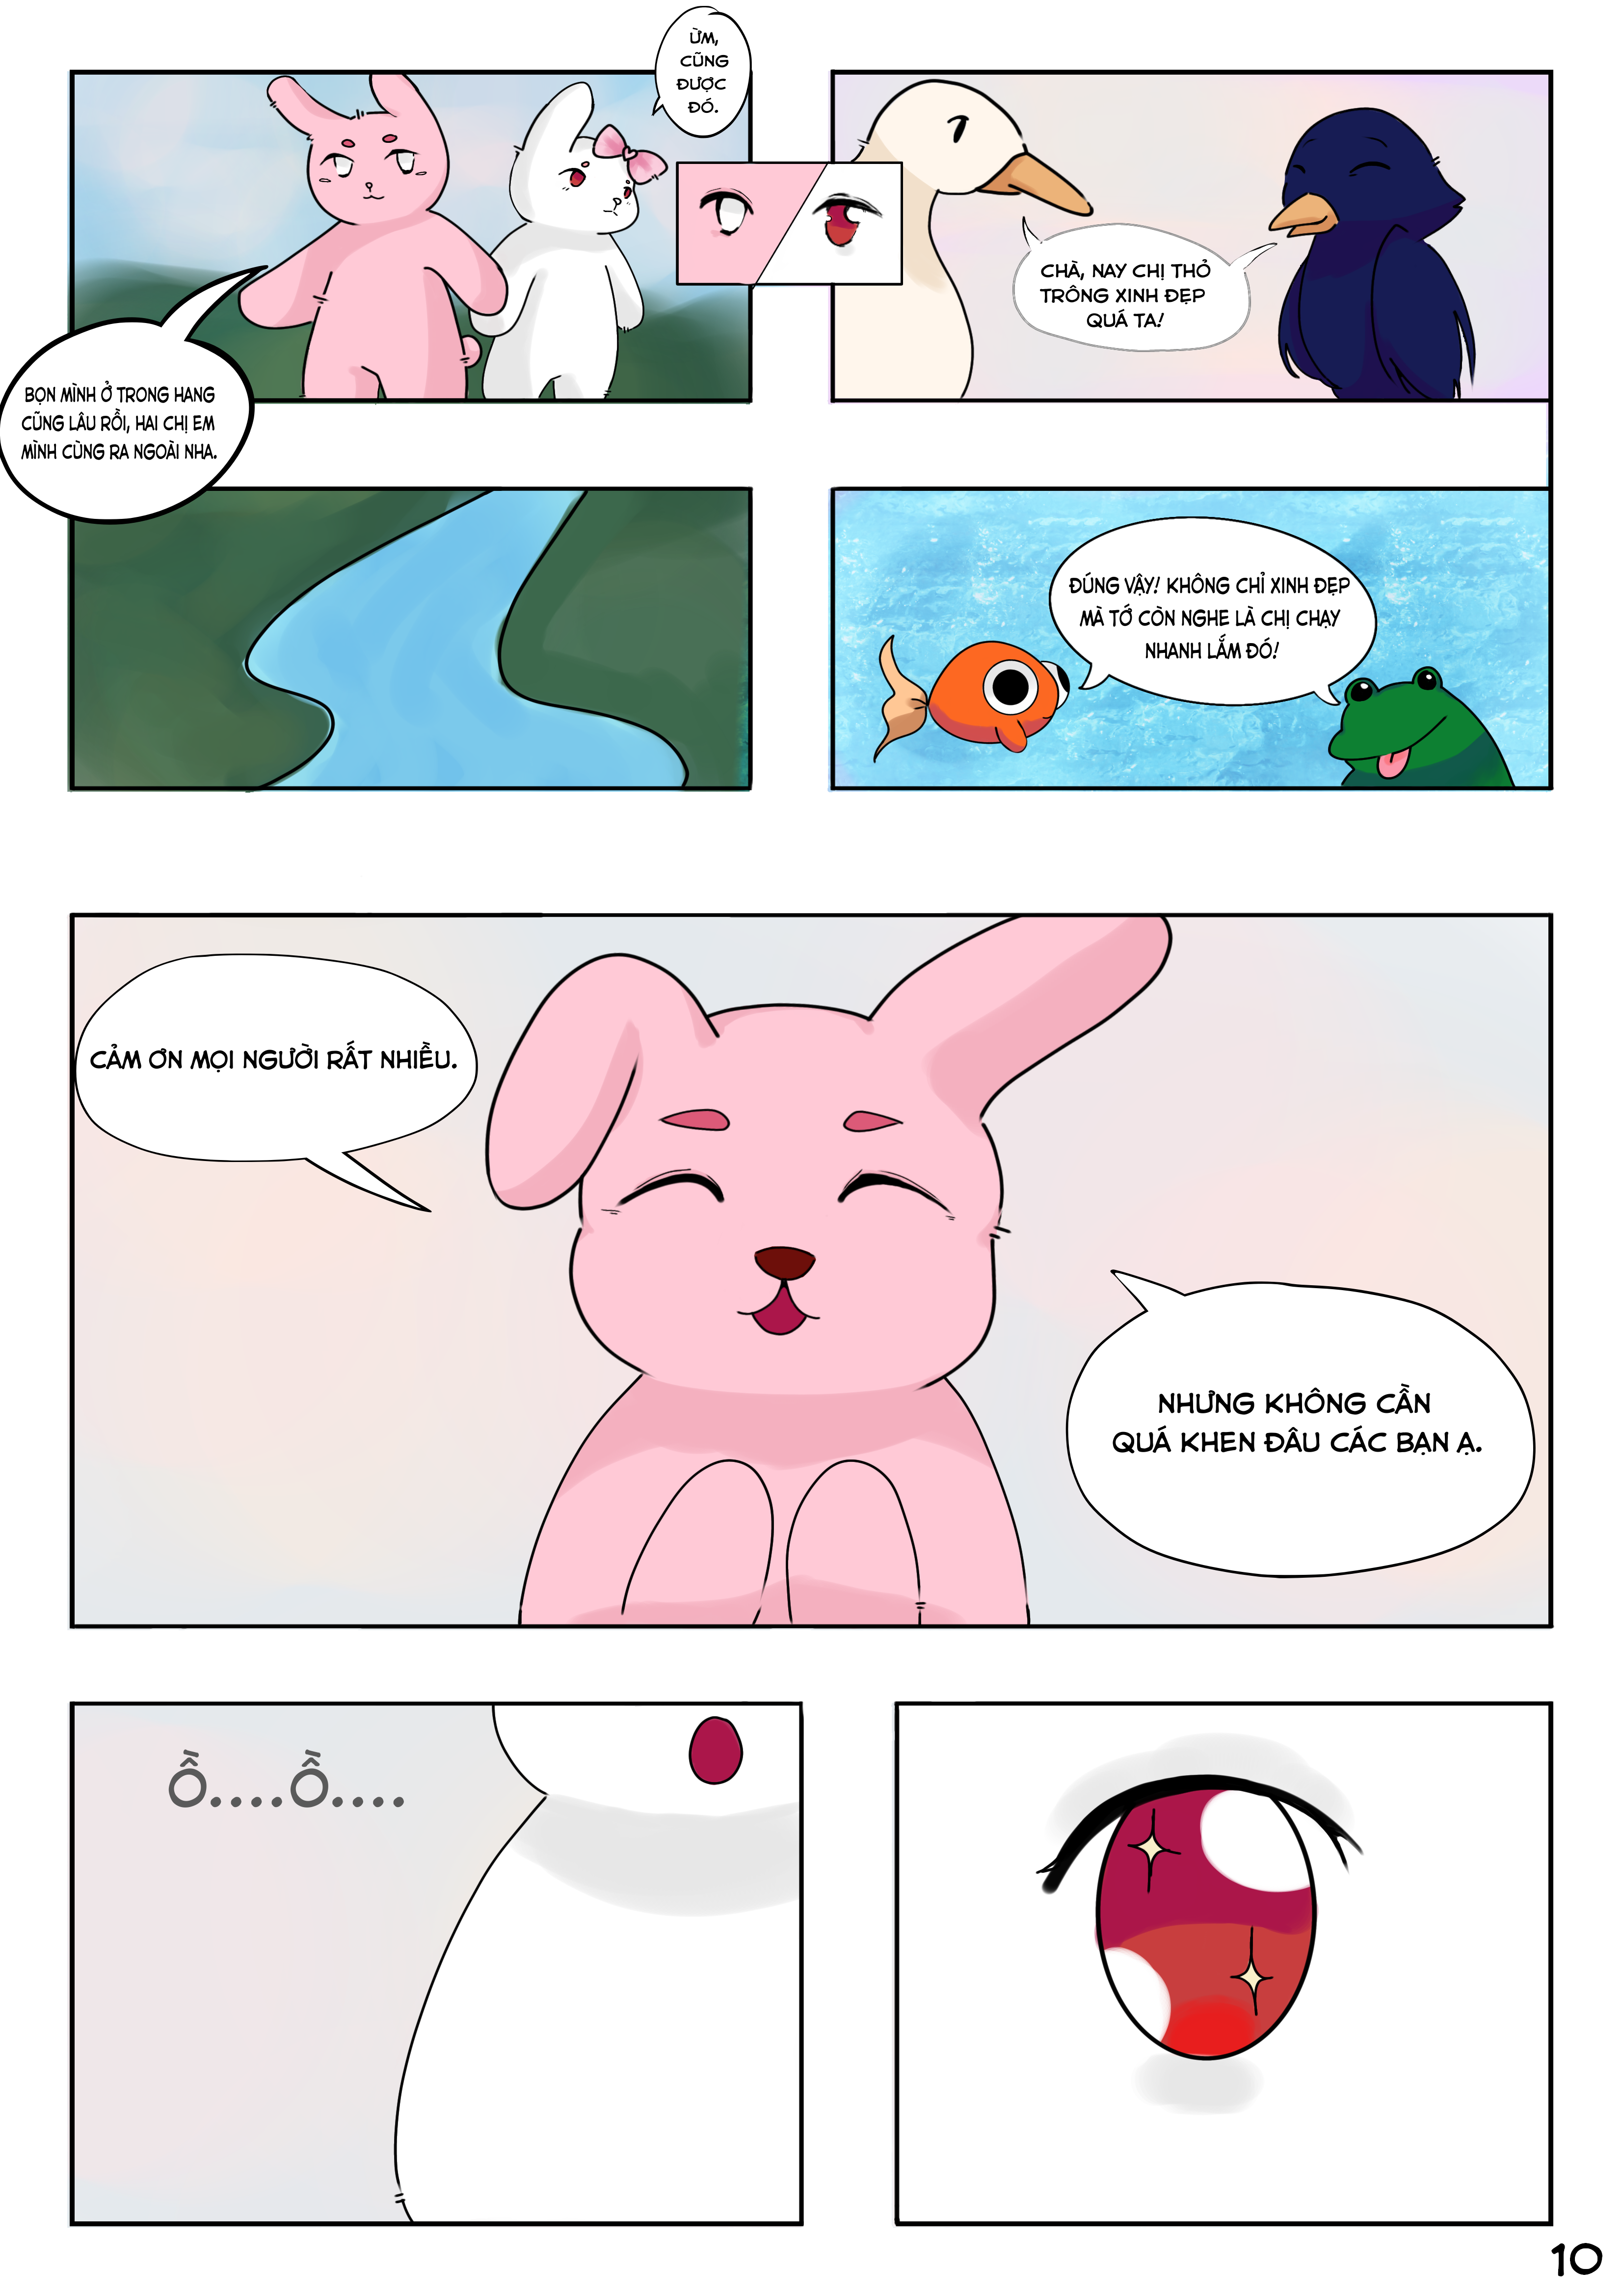 ỪM,
CŨNG
ĐƯỢC
ĐÓ.
BỌN MÌNH Ở TRONG HANG
CŨNG LÂU RỒI, HAI CHỊ EM
MÌNH CÙNG RA NGOÀI NHA.
CHÀ, NAY CHỊ THỎ
TRÔNG XINH ĐẸP
QUÁ TA!
ĐÚNG VẬY! KHÔNG CHỈ XINH ĐẸP
MÀ TỚ CÒN NGHE LÀ CHỊ CHẠY
NHANH LẮM ĐÓ!
CẢM ƠN MỌI NGƯỜI RẤT NHIỀU.
NHƯNG KHÔNG CẦN
QUÁ KHEN ĐÂU CÁC BẠN Ạ.
Ồ....Ồ....
10